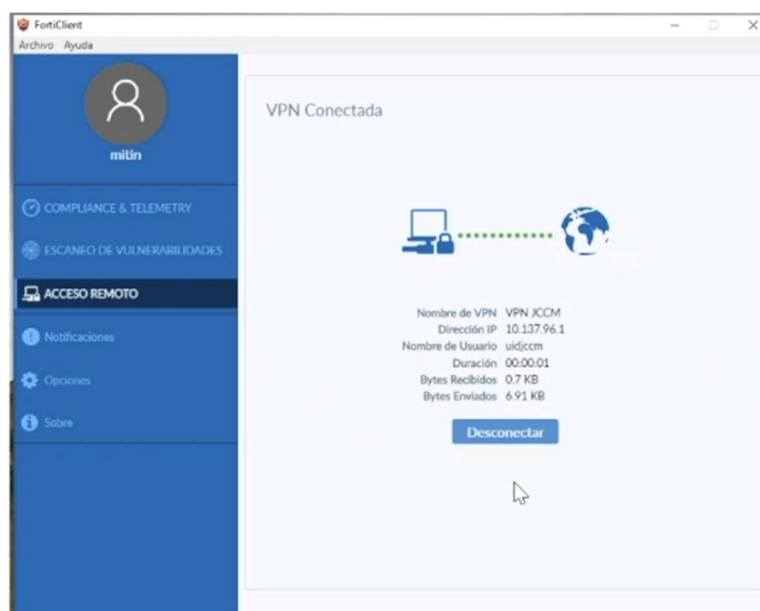 FortiClient
Archivo Ayuda
mitin
COMPLIANCE & TELEMETRY
ESCANEO DE VULNERABILIDADES
ACCESO REMOTO
Notificaciones
Opciones
Sobre
VPN Conectada
Nombre de VPN VPN JCCM
Dirección IP 10.137.96.1
Nombre de Usuario uidjccm
Duración 00:00:01
Bytes Recibidos 0.7 KB
Bytes Enviados 6.91 KB
Desconectar